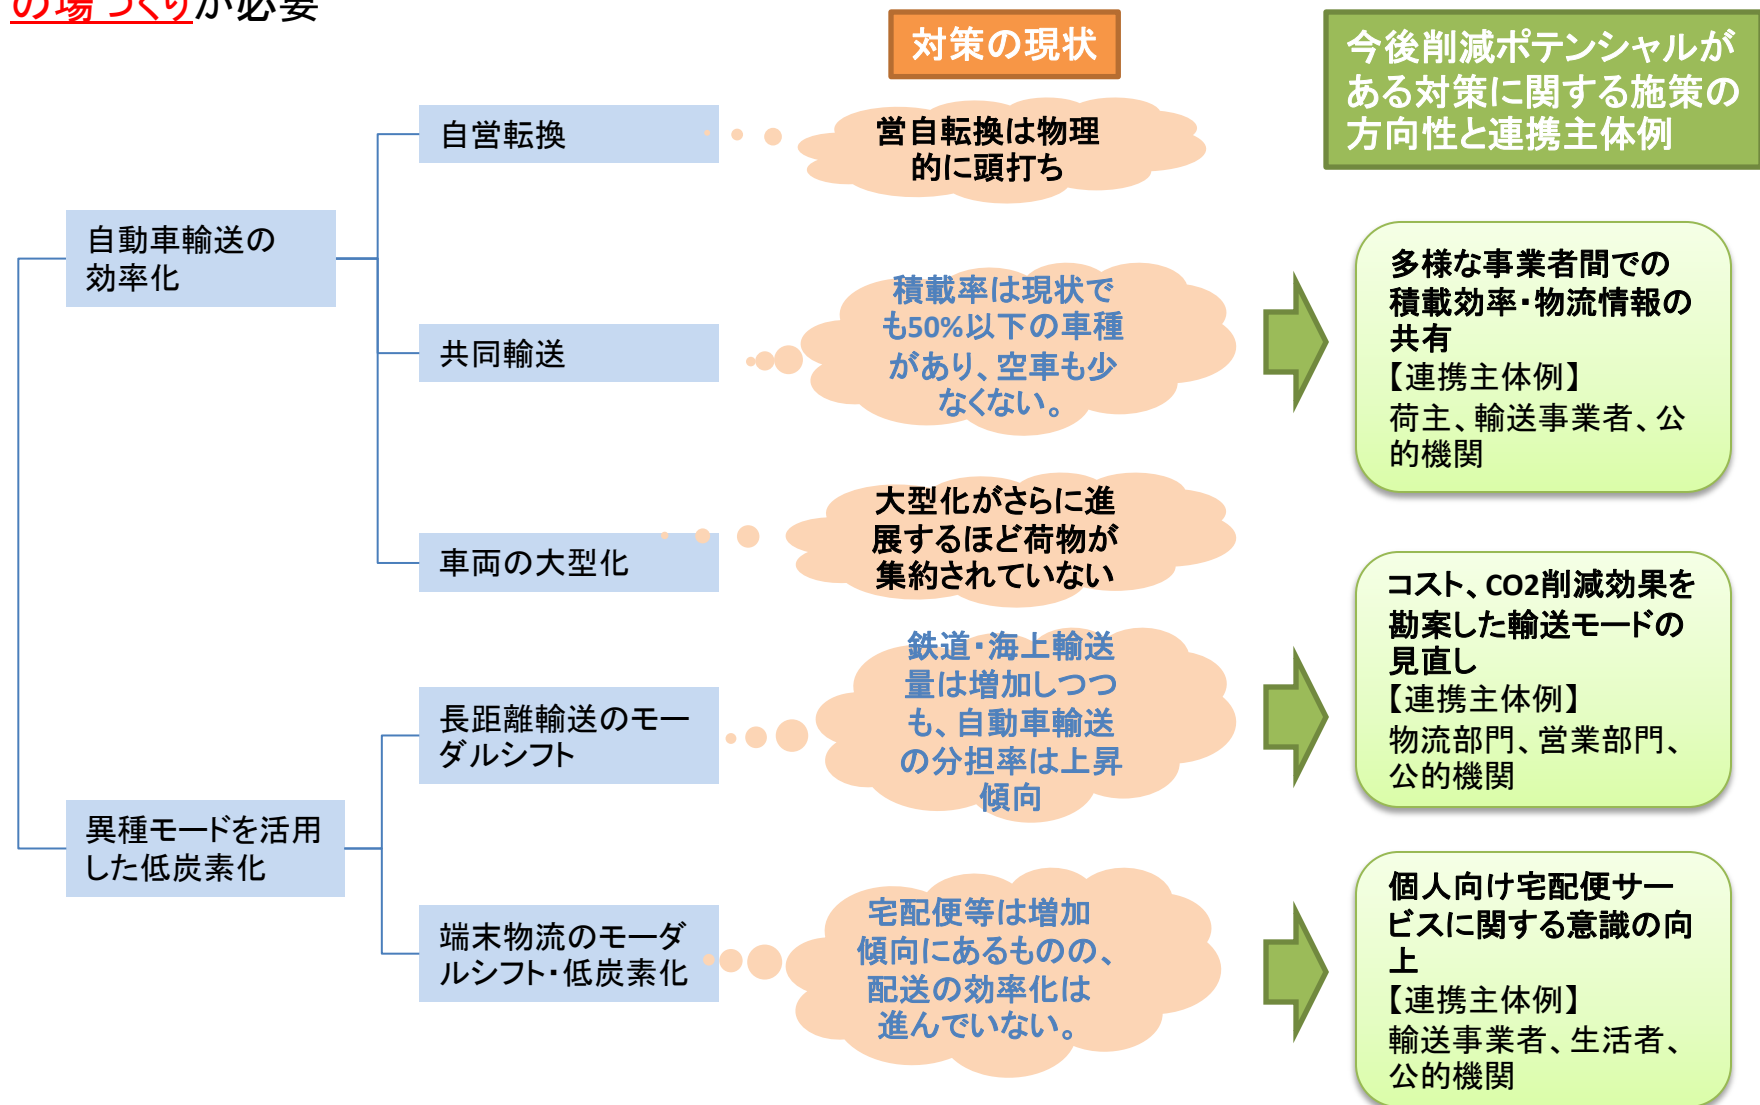 の場づくりが必要
対策の現状
今後削減ポテンシャルが
ある対策に関する施策の
方向性と連携主体例
自動車輸送の
効率化
自営転換
営自転換は物理
的に頭打ち
共同輸送
積載率は現状で
も50%以下の車種
があり、空車も少
なくない。
多様な事業者間での
積載効率・物流情報の
共有
【連携主体例】
荷主、輸送事業者、公
的機関
車両の大型化
大型化がさらに進
展するほど荷物が
集約されていない
異種モードを活用
した低炭素化
長距離輸送のモー
ダルシフト
鉄道・海上輸送
量は増加しつつ
も、自動車輸送
の分担率は上昇
傾向
コスト、CO2削減効果を
勘案した輸送モードの
見直し
【連携主体例】
物流部門、営業部門、
公的機関
端末物流のモーダ
ルシフト・低炭素化
宅配便等は増加
傾向にあるものの、
配送の効率化は
進んでいない。
個人向け宅配便サー
ビスに関する意識の向
上
【連携主体例】
輸送事業者、生活者、
公的機関